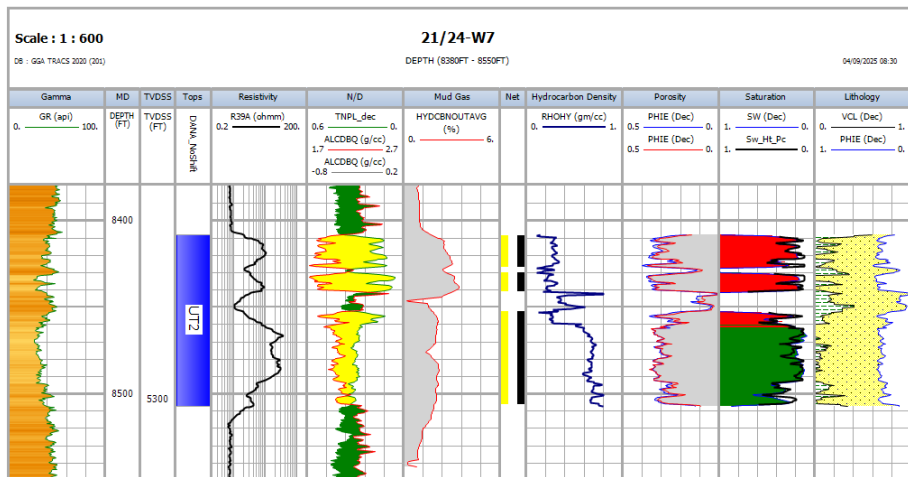 Scale : 1 : 600
21/24-W7
DB : GGA TRACS 2020 (201)
DEPTH (8380FT - 8550FT)
04/09/2025 08:30
Gamma
MD
TVDSS
Tops
Resistivity
N/D
Mud Gas
Net
Hydrocarbon Density
Porosity
Saturation
Lithology
GR (api)
0. 100.
DEPTH
(FT)
TVDSS
(FT)
DANA_NoShift
R39A (ohmm)
0.2 200.
TNPL_dec
0.6 0.
ALCDBQ (g/cc)
1.7 2.7
ALCDBQ (g/cc)
-0.8 0.2
HYDCBNOUTAVG
(%)
0. 6.
RHOHY (gm/cc)
0. 1.
PHIE (Dec)
0.5 0.
PHIE (Dec)
0.5 0.
SW (Dec)
1. 0.
Sw_Ht_Pc
1. 0.
VCL (Dec)
0. 1.
PHIE (Dec)
1. 0.
8400
UT2
8500
5300